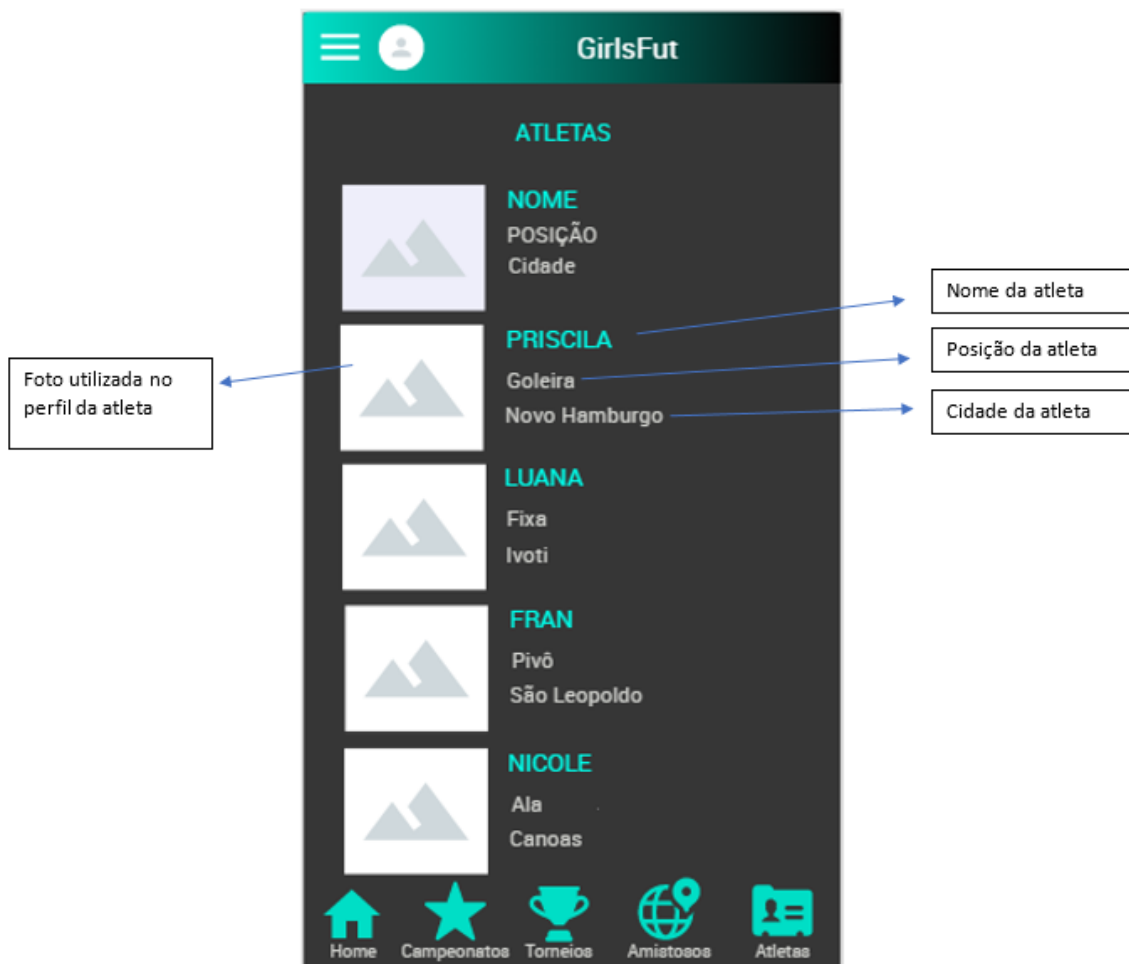 GirlsFut
ATLETAS
NOME
POSIÇÃO
Cidade
PRISCILA
Goleira
Novo Hamburgo
Nome da atleta
Posição da atleta
Cidade da atleta
Foto utilizada no
perfil da atleta
LUANA
Fixa
Ivoti
FRAN
Pivô
São Leopoldo
NICOLE
Ala
Canoas
Home Campeonatos Torneios Amistosos Atletas